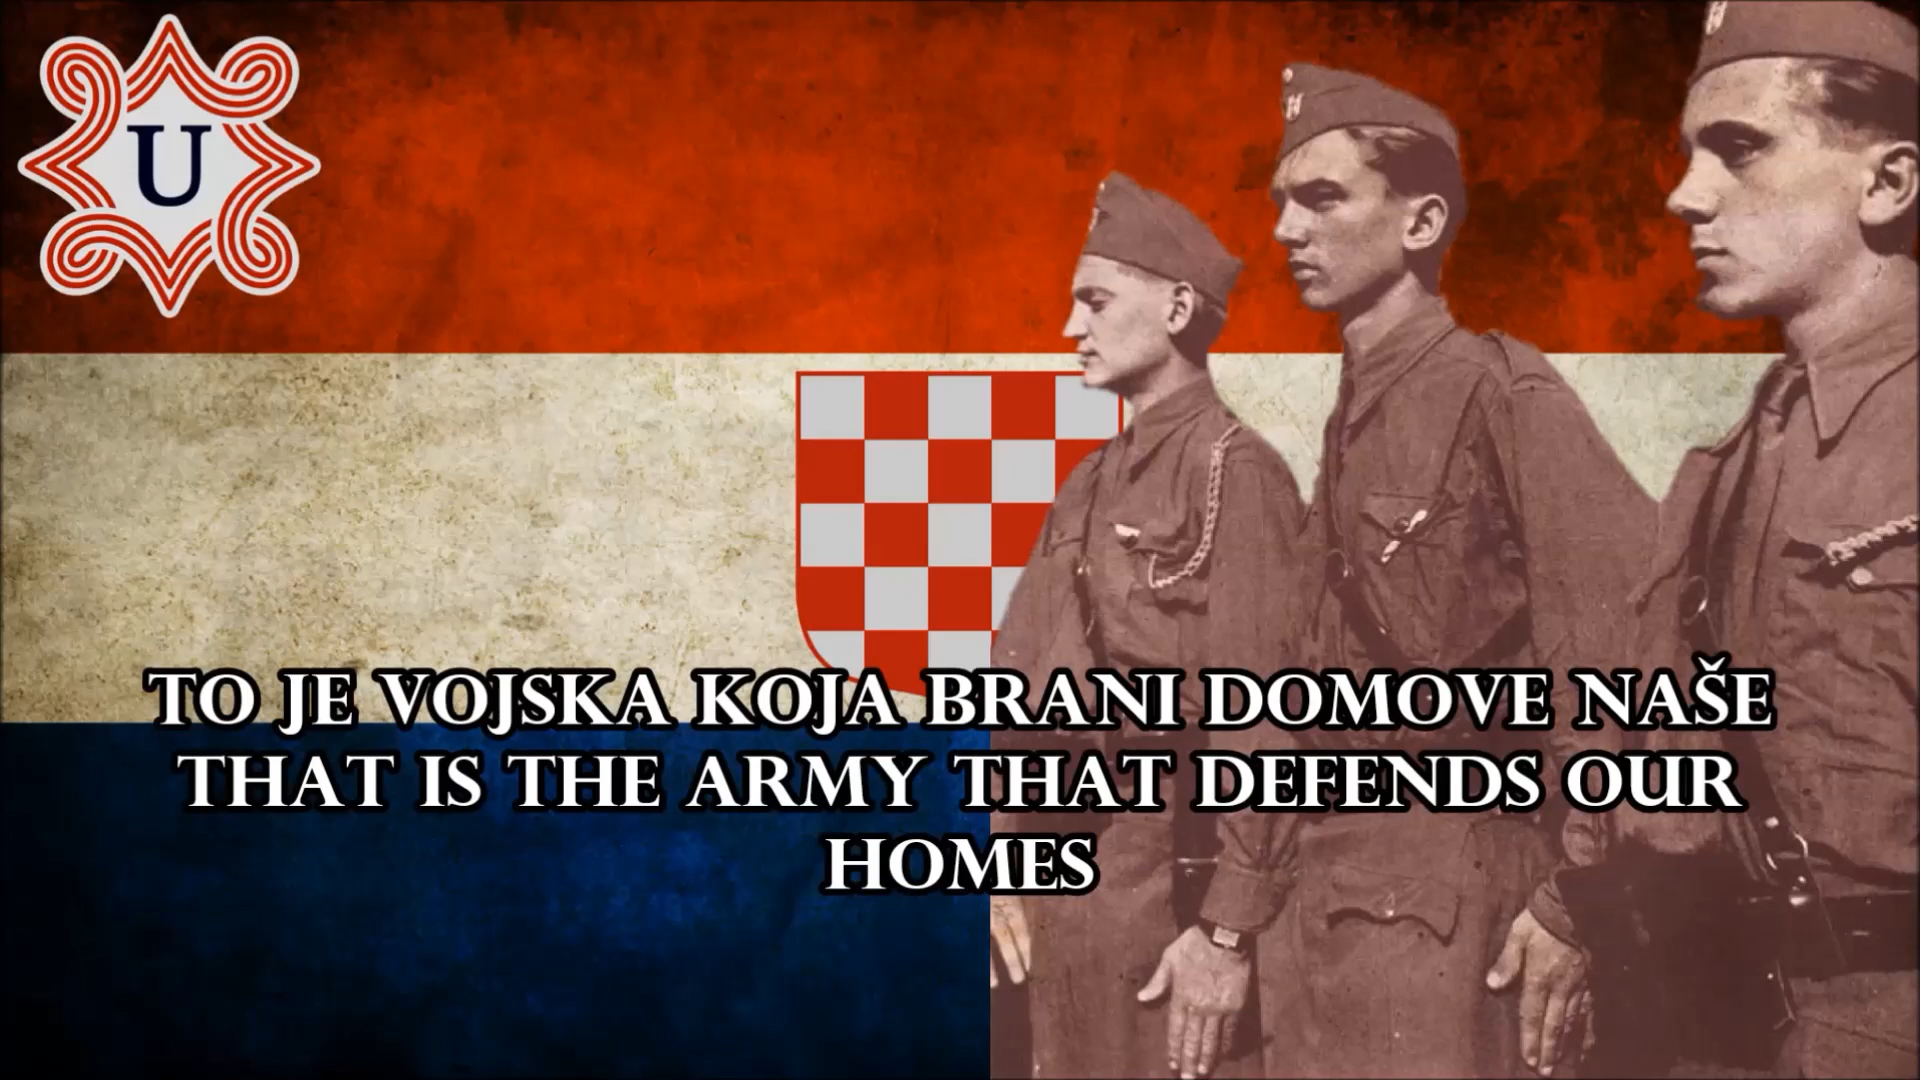 U
TO JE VOJSKA KOJA BRANI DOMOVE NAŠE
THAT IS THE ARMY THAT DEFENDS OUR
HOMES